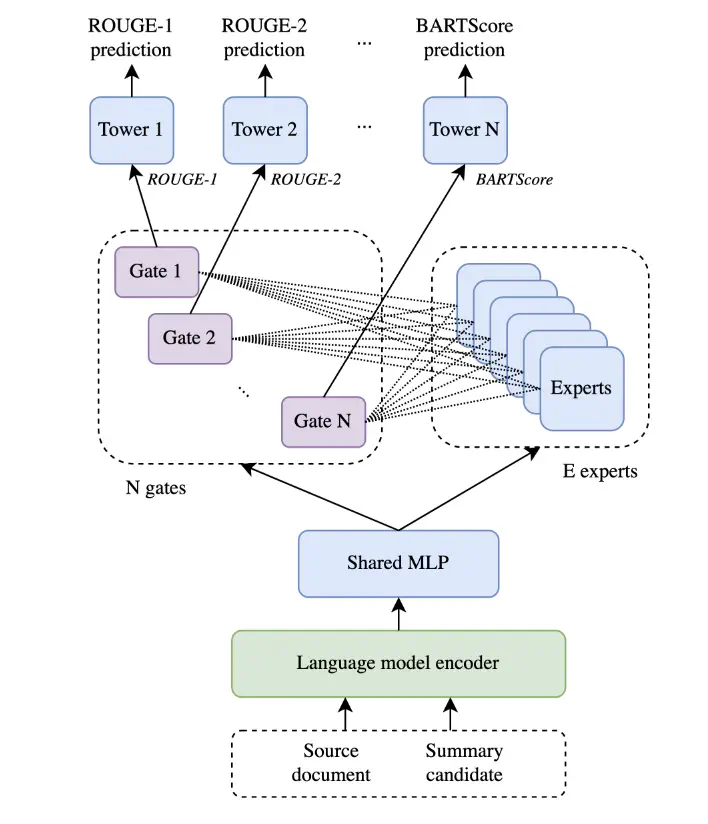 ROUGE-1
prediction
ROUGE-2
prediction
...
BARTScore
prediction
Tower 1
Tower 2
...
Tower N
ROUGE-1
ROUGE-2
BARTScore
Gate 1
Gate 2
...
Gate N
Experts
N gates
E experts
Shared MLP
Language model encoder
Source
document
Summary
candidate